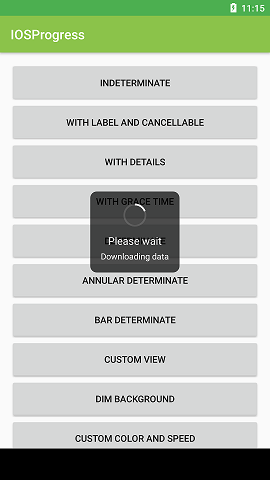 11:15
IOSProgress
INDETERMINATE
WITH LABEL AND CANCELLABLE
WITH DETAILS
WITH GRACE TIME
Please wait
Downloading data
ANNULAR DETERMINATE
BAR DETERMINATE
CUSTOM VIEW
DIM BACKGROUND
CUSTOM COLOR AND SPEED